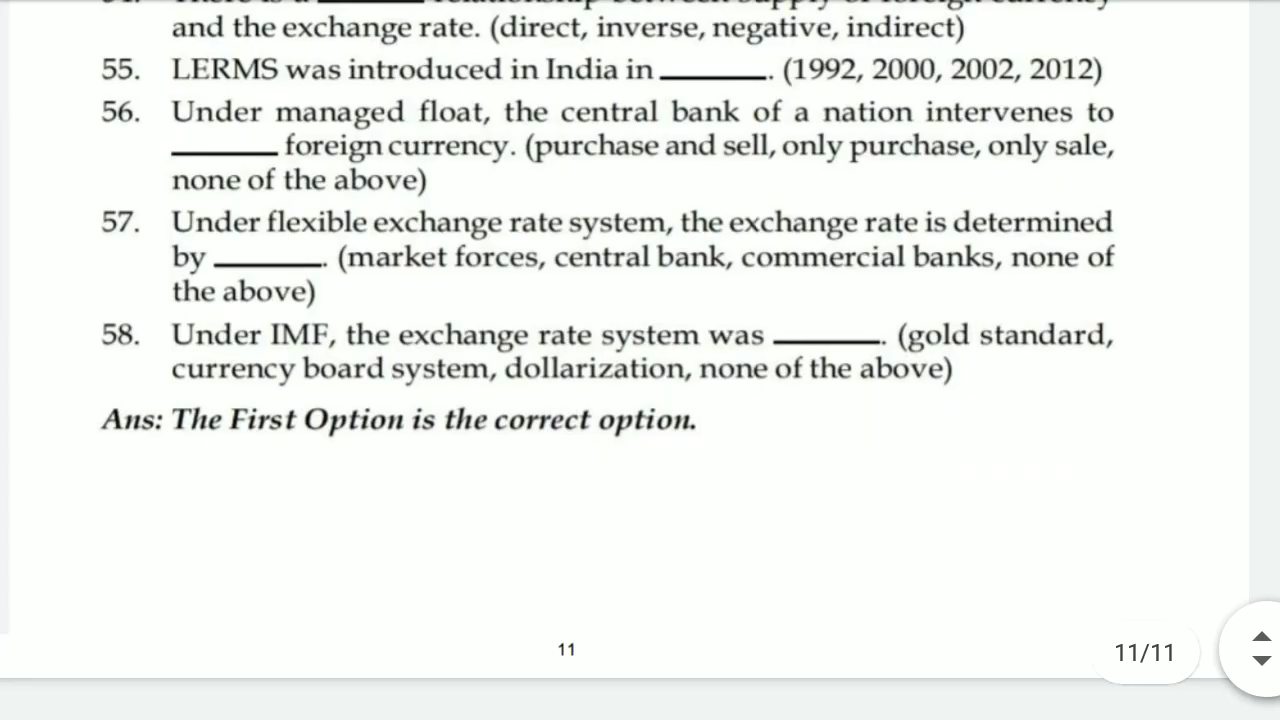 and the exchange rate. (direct, inverse, negative, indirect)
55. LERMS was introduced in India in ______. (1992, 2000, 2002, 2012)
56. Under managed float, the central bank of a nation intervenes to
______ foreign currency. (purchase and sell, only purchase, only sale,
none of the above)
57. Under flexible exchange rate system, the exchange rate is determined
by ______. (market forces, central bank, commercial banks, none of
the above)
58. Under IMF, the exchange rate system was ______. (gold standard,
currency board system, dollarization, none of the above)
Ans: The First Option is the correct option.
11
11/11